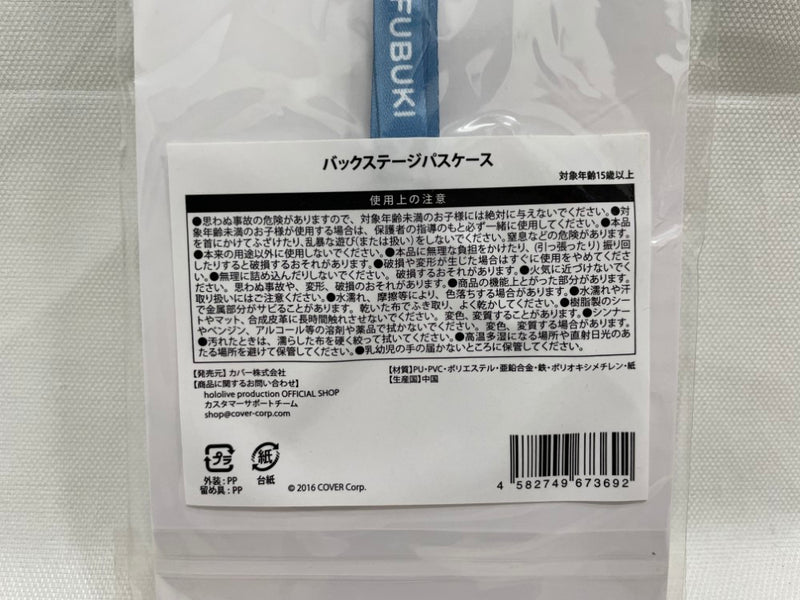 FUBUKI
バックステージパスケース
対象年齢15歳以上
使用上の注意
●思わぬ事故の危険がありますので、対象年齢未満のお子様には絶対に与えないでください。●対
象年齢未満のお子様が使用する場合は、保護者の指導のもと必ず一緒に使用してください。●本品
を首にかけてふざけたり、乱暴な遊び(または扱い)をしないでください。窒息などの危険があります。
●本来の用途以外に使用しないでください。●本品に無理な負担をかけたり、(引っ張ったり)振り回
したりすると破損するおそれがあります。●破損や変形が生じた場合はすぐに使用をやめてくださ
い。●無理に詰め込んだりしないでください。破損するおそれがあります。●火気に近づけないでく
ださい。思わぬ事故や、変形、破損のおそれがあります。●商品の機能上とがった部分があります。
取り扱いにはご注意ください。●水濡れ、摩擦等により、色落ちする場合があります。●水濡れや汗
で金属部分がサビることがあります。乾いた布でふき取り、よく乾かしてください。●樹脂製のシー
トやマット、合成皮革に長時間触れさせないでください。変色、変質することがあります。●シンナー
やベンジン、アルコール等の溶剤や薬品で拭かないでください。変色、変質する場合があります。
●汚れたときは、濡らした布を硬く絞って拭いてください。●高温多湿になる場所や直射日光のあ
たる場所を避けて保管してください。●乳幼児の手の届かないところに保管してください。
【発売元】カバー株式会社
【商品に関するお問い合わせ】
hololive production OFFICIAL SHOP
カスタマーサポートチーム
shop@cover-corp.com
【材質】PU・PVC・ポリエステル・亜鉛合金・鉄・ポリオキシメチレン・紙
【生産国】中国
プラ
外装:PP
留め具:PP
紙
台紙
© 2016 COVER Corp.
4 582749 673692